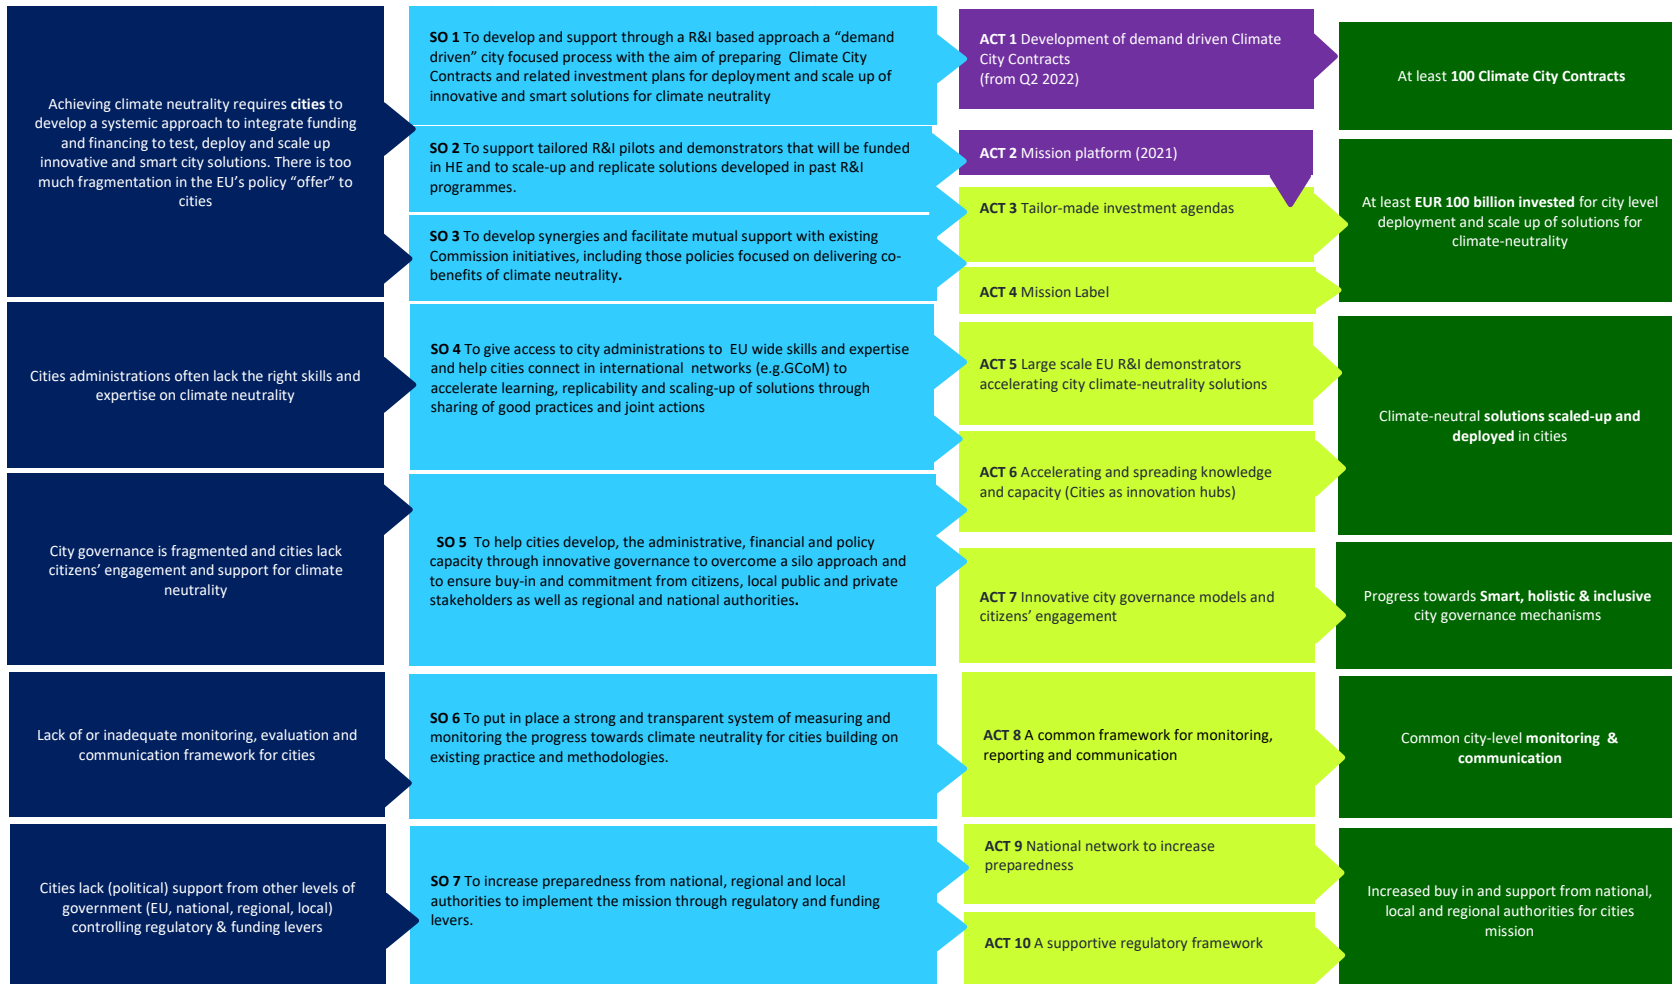 Achieving climate neutrality requires cities to
develop a systemic approach to integrate funding
and financing to test, deploy and scale up
innovative and smart city solutions. There is too
much fragmentation in the EU's policy “offer” to
cities
Cities administrations often lack the right skills and
expertise on climate neutrality
City governance is fragmented and cities lack
citizens’ engagement and support for climate
neutrality
Lack of or inadequate monitoring, evaluation and
communication framework for cities
Cities lack (political) support from other levels of
government (EU, national, regional, local)
controlling regulatory & funding levers
SO 1 To develop and support through a R&I based approach a “demand
driven” city focused process with the aim of preparing Climate City
Contracts and related investment plans for deployment and scale up of
innovative and smart solutions for climate neutrality
SO 2 To support tailored R&I pilots and demonstrators that will be funded
in HE and to scale-up and replicate solutions developed in past R&I
programmes.
SO 3 To develop synergies and facilitate mutual support with existing
Commission initiatives, including those policies focused on delivering co-
benefits of climate neutrality.
SO 4 To give access to city administrations to EU wide skills and expertise
and help cities connect in international networks (e.g.GCoM) to
accelerate learning, replicability and scaling-up of solutions through
sharing of good practices and joint actions
SO 5 To help cities develop, the administrative, financial and policy
capacity through innovative governance to overcome a silo approach and
to ensure buy-in and commitment from citizens, local public and private
stakeholders as well as regional and national authorities.
SO 6 To put in place a strong and transparent system of measuring and
monitoring the progress towards climate neutrality for cities building on
existing practice and methodologies.
SO 7 To increase preparedness from national, regional and local
authorities to implement the mission through regulatory and funding
levers.
ACT 1 Development of demand driven Climate
City Contracts
(from Q2 2022)
ACT 2 Mission platform (2021)
ACT 3 Tailor-made investment agendas
ACT 4 Mission Label
ACT 5 Large scale EU R&I demonstrators
accelerating city climate-neutrality solutions
ACT 6 Accelerating and spreading knowledge
and capacity (Cities as innovation hubs)
ACT 7 Innovative city governance models and
citizens’ engagement
ACT 8 A common framework for monitoring,
reporting and communication
ACT 9 National network to increase
preparedness
ACT 10 A supportive regulatory framework
At least 100 Climate City Contracts
At least EUR 100 billion invested for city level
deployment and scale up of solutions for
climate-neutrality
Climate-neutral solutions scaled-up and
deployed in cities
Progress towards Smart, holistic & inclusive
city governance mechanisms
Common city-level monitoring &
communication
Increased buy in and support from national,
local and regional authorities for cities
mission